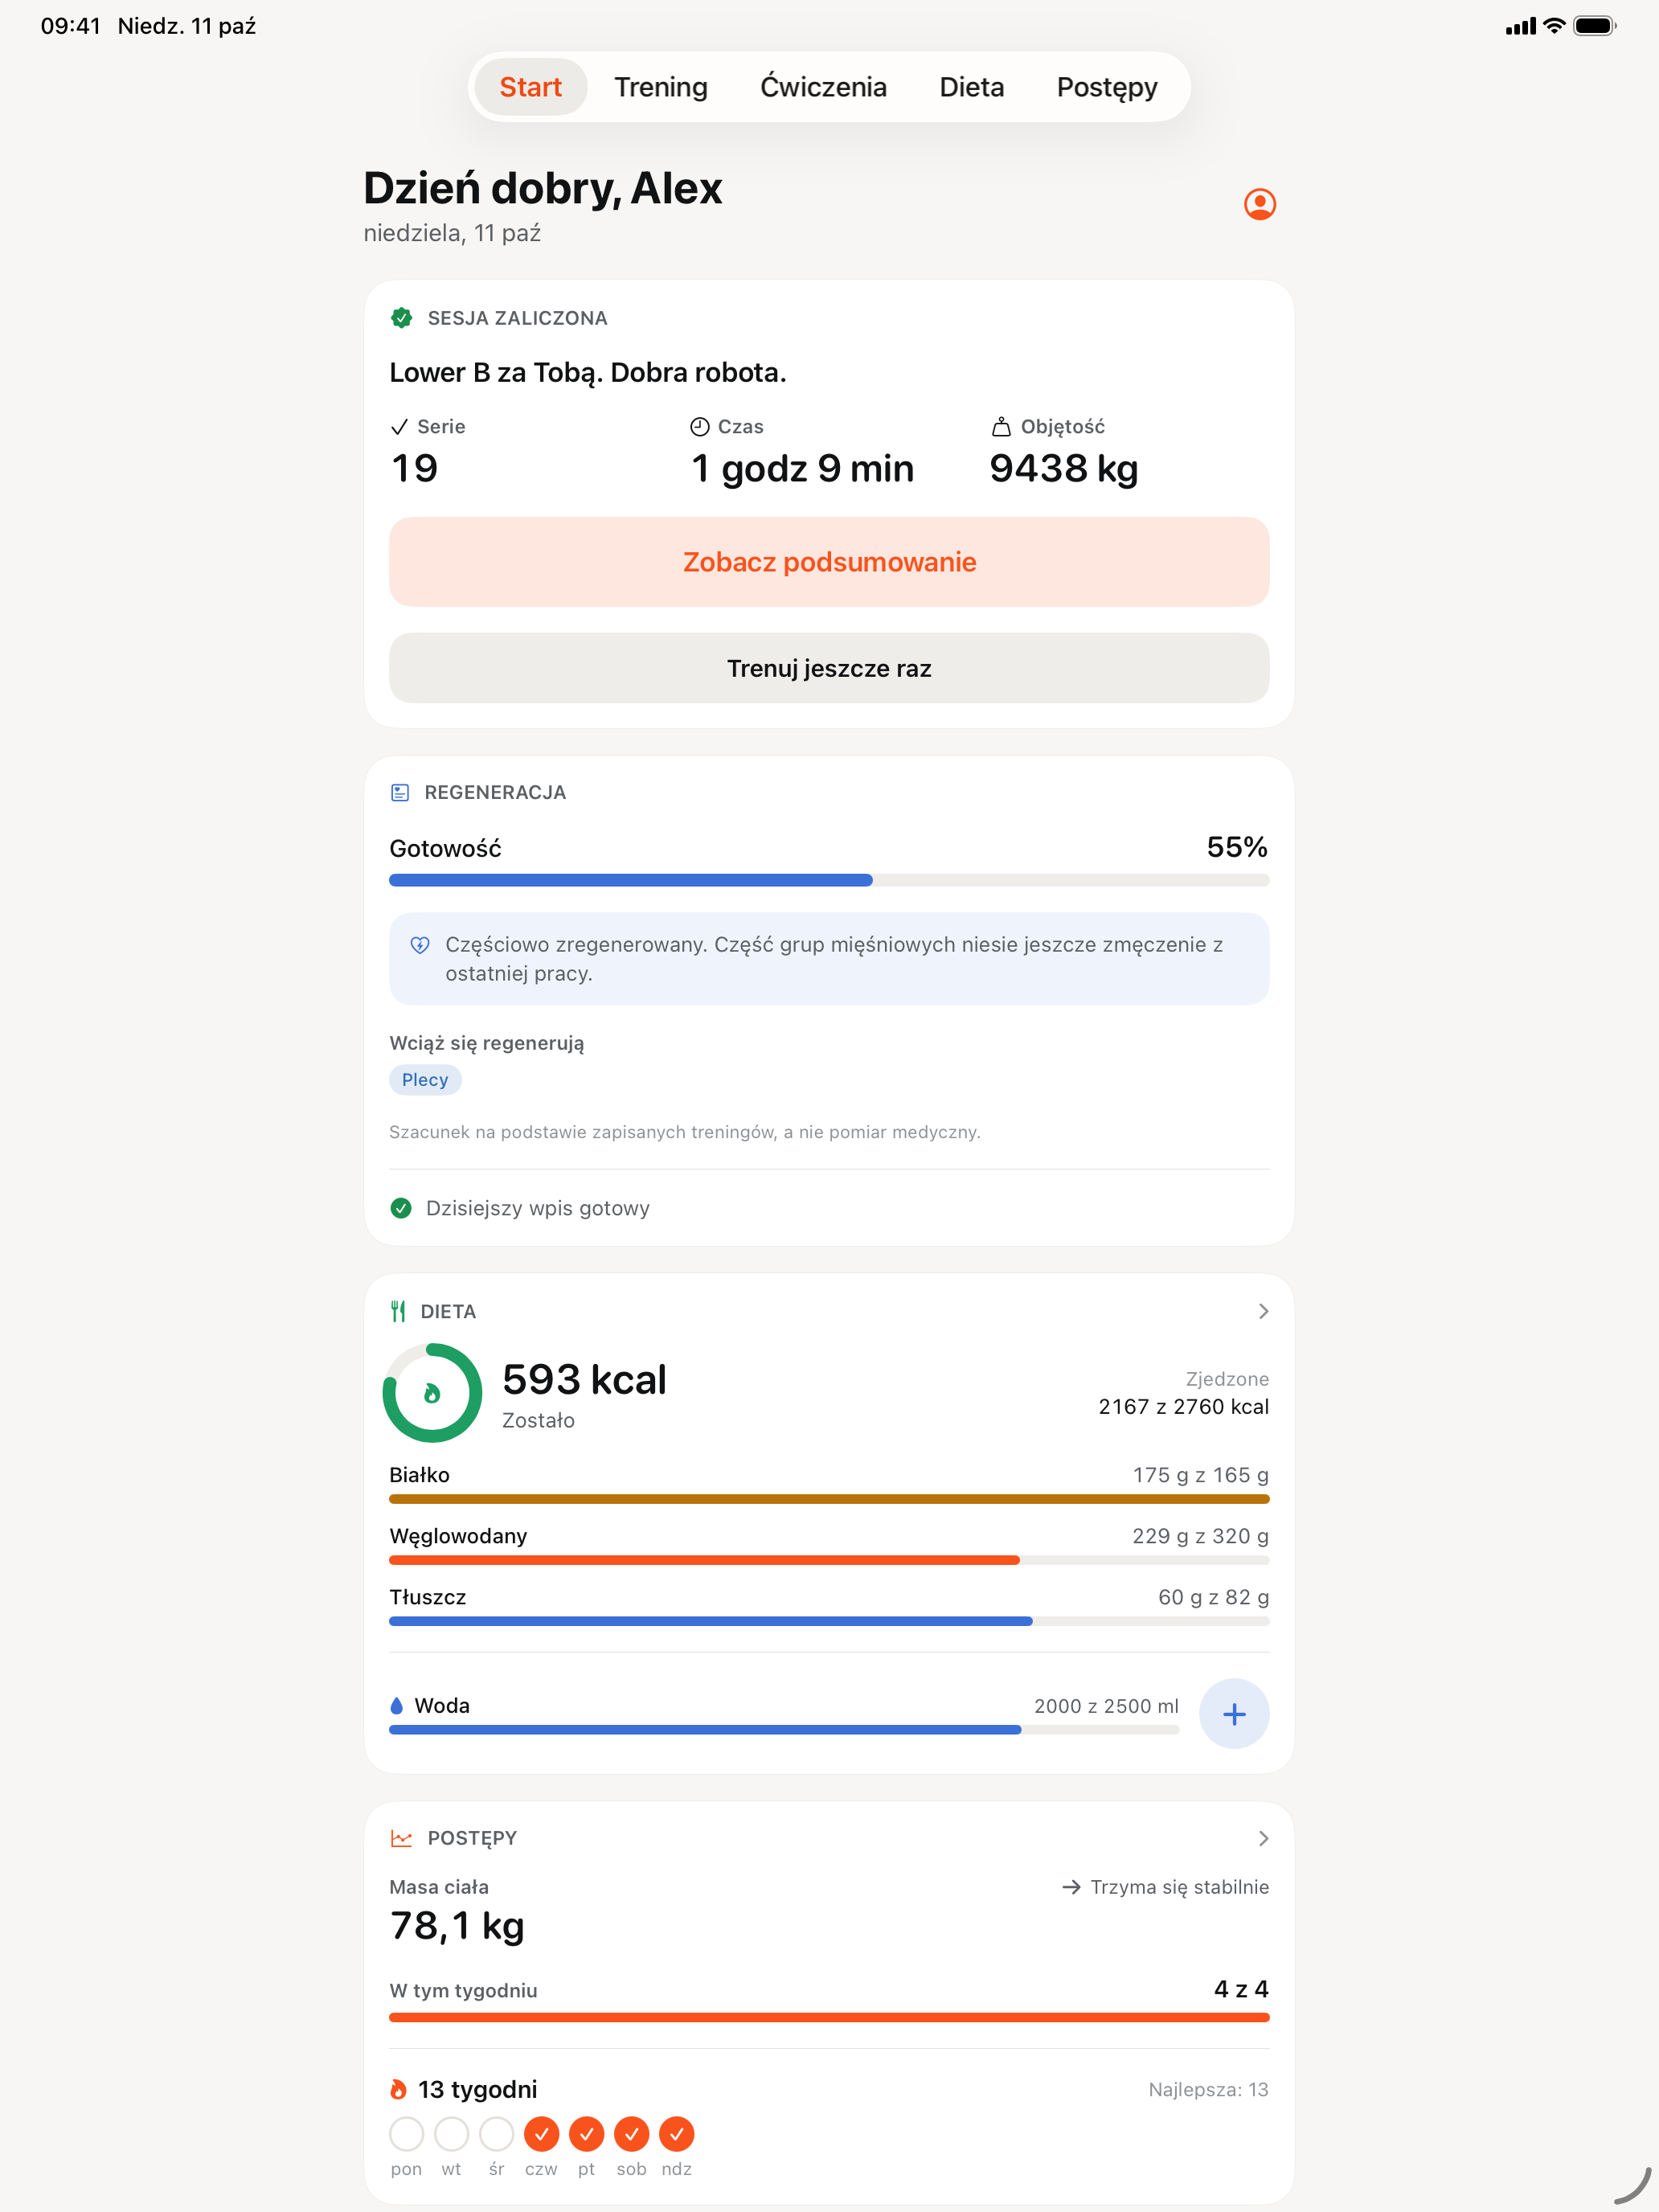 09:41 Niedz. 11 paź
Start Trening Ćwiczenia Dieta Postępy
Dzień dobry, Alex
niedziela, 11 paź
SESJA ZALICZONA
Lower B za Tobą. Dobra robota.
Serie Czas Objętość
19 1 godz 9 min 9438 kg
Zobacz podsumowanie
Trenuj jeszcze raz
REGENERACJA
Gotowość 55%
Częściowo zregenerowany. Część grup mięśniowych niesie jeszcze zmęczenie z
ostatniej pracy.
Wciąż się regenerują
Plecy
Szacunek na podstawie zapisanych treningów, a nie pomiar medyczny.
Dzisiejszy wpis gotowy
DIETA
593 kcal
Zostało
Zjedzone
2167 z 2760 kcal
Białko 175 g z 165 g
Węglowodany 229 g z 320 g
Tłuszcz 60 g z 82 g
Woda 2000 z 2500 ml
POSTĘPY
Masa ciała Trzyma się stabilnie
78,1 kg
W tym tygodniu 4 z 4
13 tygodni Najlepsza: 13
pon wt śr czw pt sob ndz